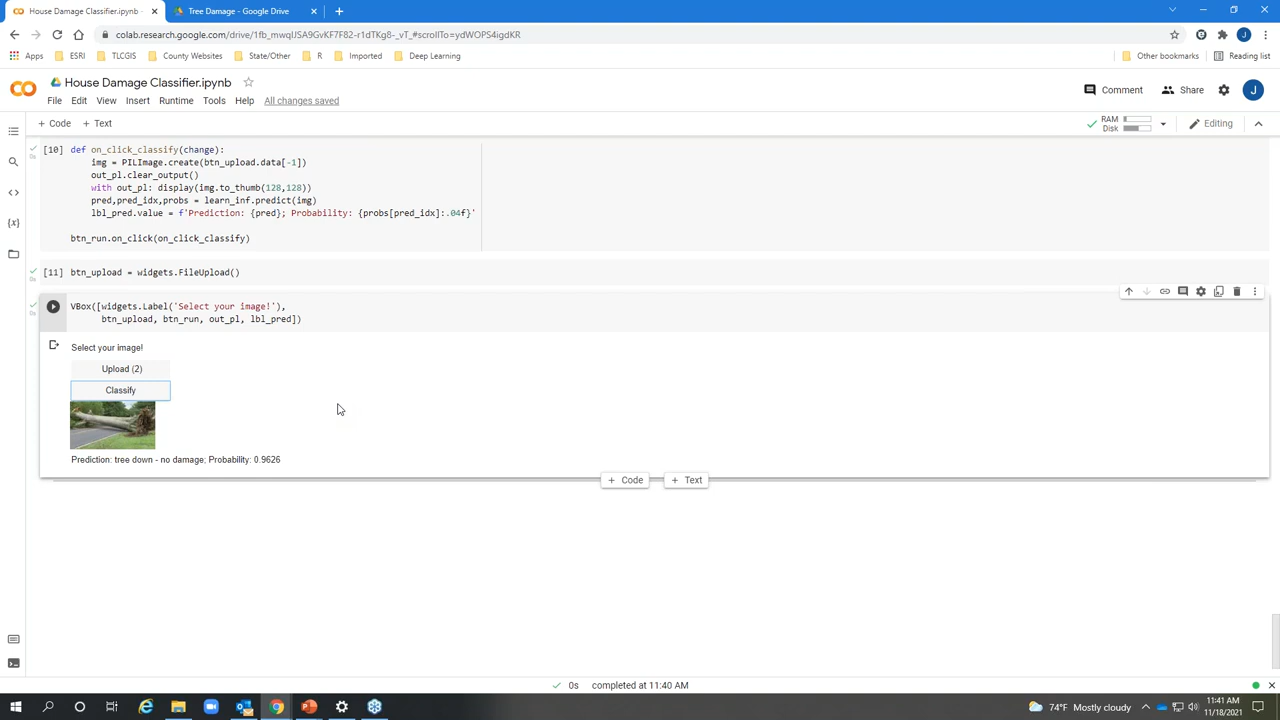 House Damage Classifier.ipynb
Tree Damage - Google Drive
colab.research.google.com/drive/1fb_mwqIJSA9GvKF7F82-r1dTKg8-_vT_#scrollTo=ydWOPS4igdKR
J
Apps
ESRI
TLCGIS
County Websites
State/Other
R
Imported
Deep Learning
Other bookmarks
Reading list
House Damage Classifier.ipynb
File Edit View Insert Runtime Tools Help All changes saved
Comment
Share
J
+ Code + Text
RAM
Disk
Editing
[10] def on_click_classify(change):
img = PILImage.create(btn_upload.data[-1])
out_pl.clear_output()
with out_pl: display(img.to_thumb(128,128))
pred,pred_idx,probs = learn_inf.predict(img)
lbl_pred.value = f'Prediction: {pred}; Probability: {probs[pred_idx]:.04f}'
btn_run.on_click(on_click_classify)
0s
[11] btn_upload = widgets.FileUpload()
0s
VBox([widgets.Label('Select your image!'),
btn_upload, btn_run, out_pl, lbl_pred])
0s
Select your image!
Upload (2)
Classify
Prediction: tree down - no damage; Probability: 0.9626
+ Code
+ Text
0s completed at 11:40 AM
74°F Mostly cloudy
11:41 AM
11/18/2021